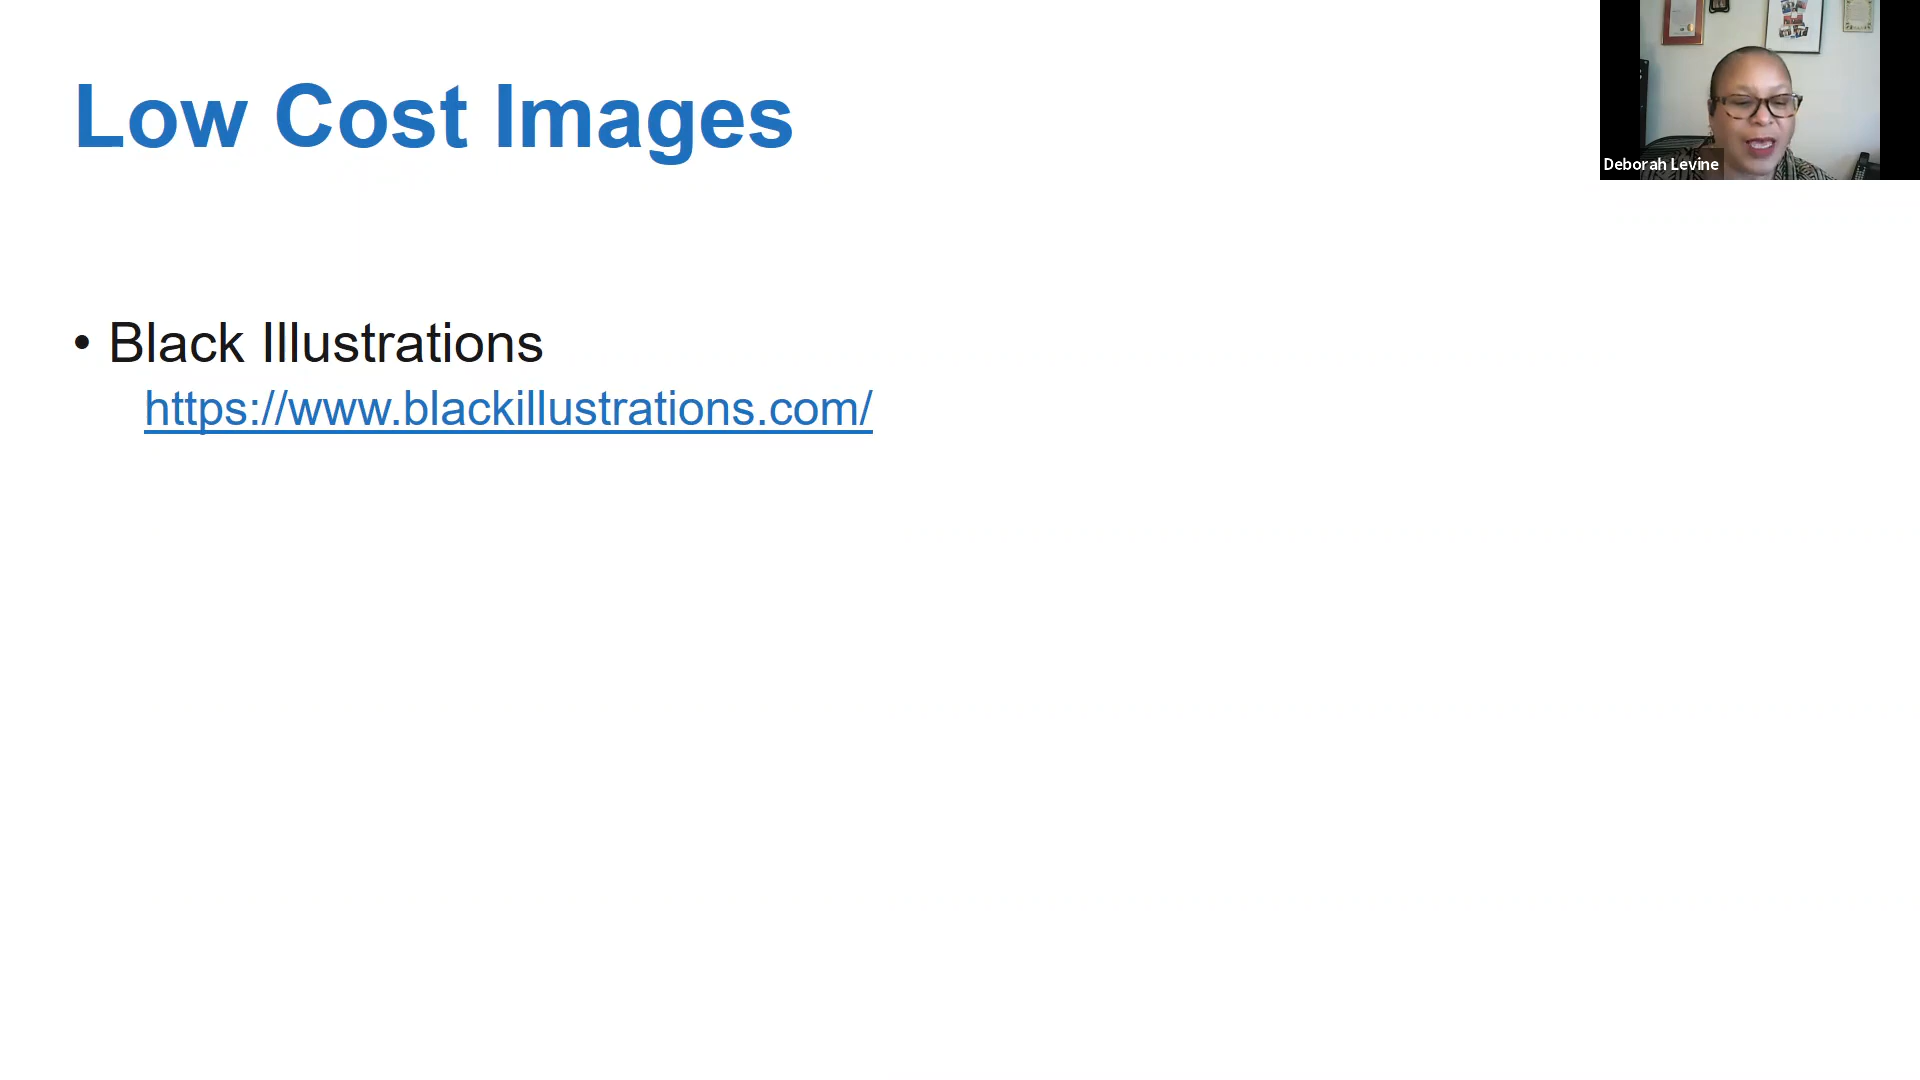 Low Cost Images
• Black Illustrations
https://www.blackillustrations.com/
Deborah Levine